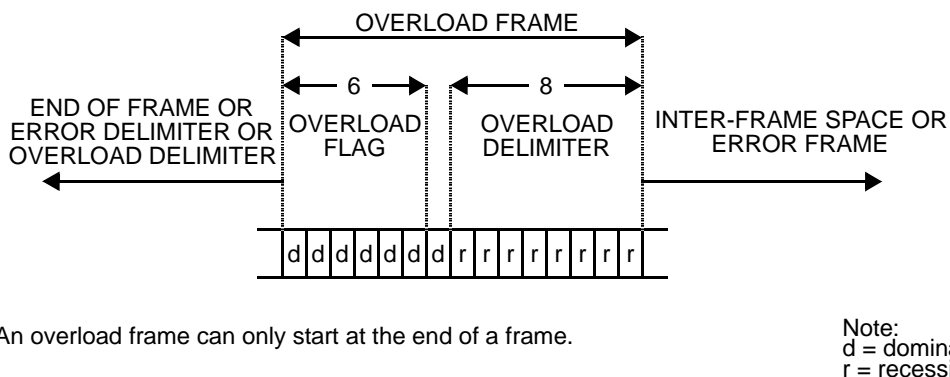 OVERLOAD FRAME
6
8
END OF FRAME OR
ERROR DELIMITER OR
OVERLOAD DELIMITER
OVERLOAD
FLAG
OVERLOAD
DELIMITER
INTER-FRAME SPACE OR
ERROR FRAME
d d d d d d d r r r r r r r r
An overload frame can only start at the end of a frame.
Note:
d = domina
r = recess